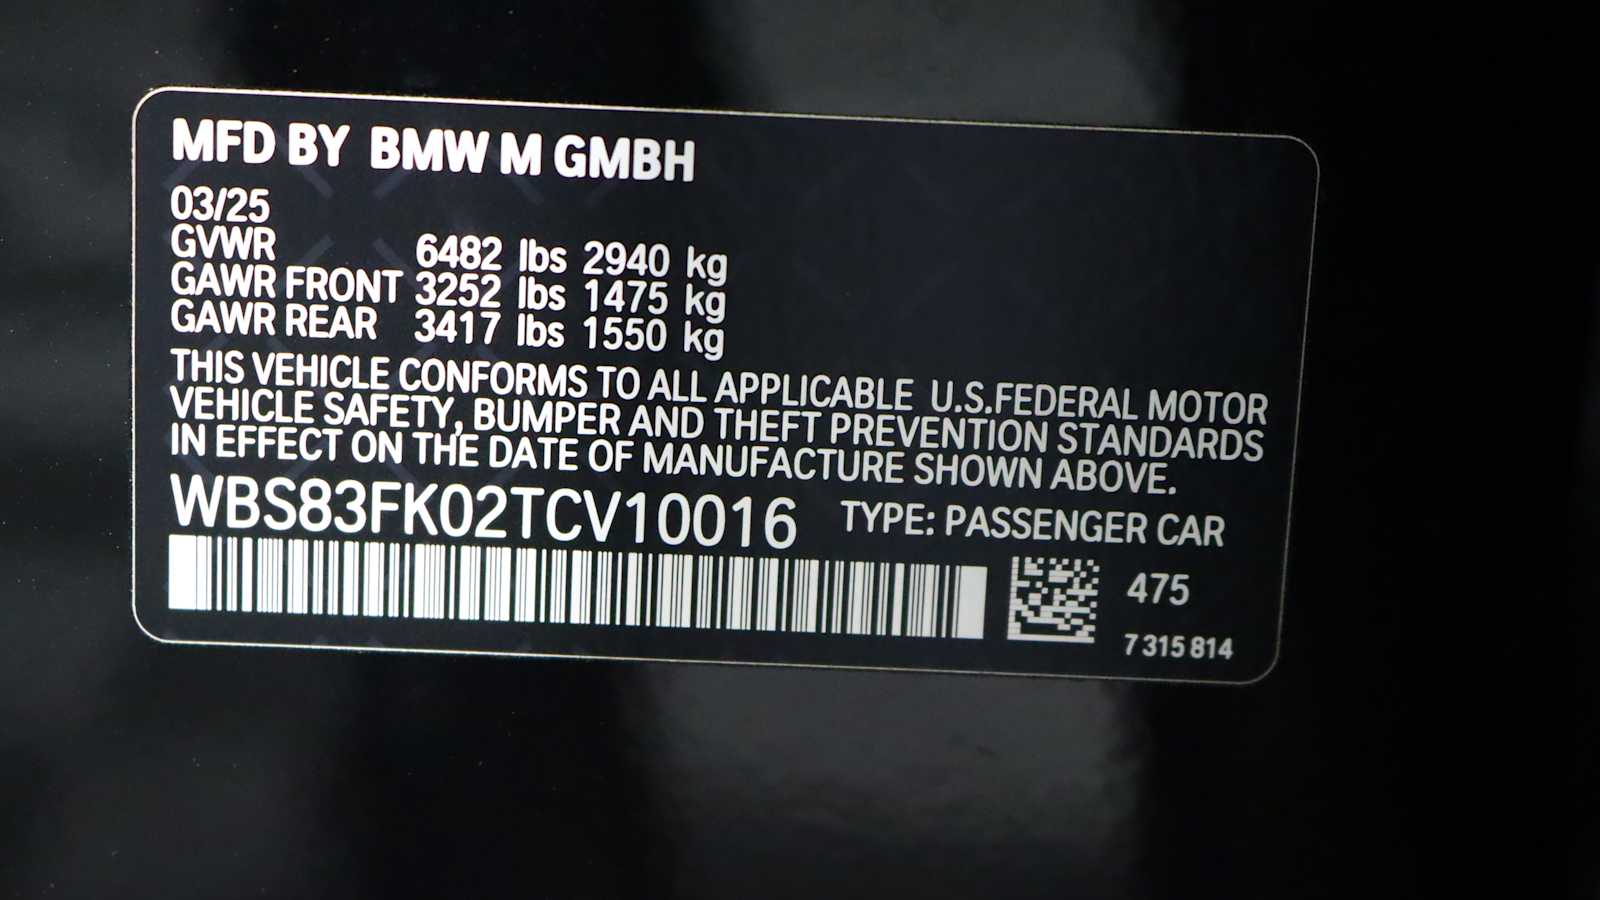 MFD BY BMW M GMBH
03/25
GVWR 6482 lbs 2940 kg
GAWR FRONT 3252 lbs 1475 kg
GAWR REAR 3417 lbs 1550 kg
THIS VEHICLE CONFORMS TO ALL APPLICABLE U.S.FEDERAL MOTOR
VEHICLE SAFETY, BUMPER AND THEFT PREVENTION STANDARDS
IN EFFECT ON THE DATE OF MANUFACTURE SHOWN ABOVE.
WBS83FK02TCV10016 TYPE: PASSENGER CAR
475
7 315 814